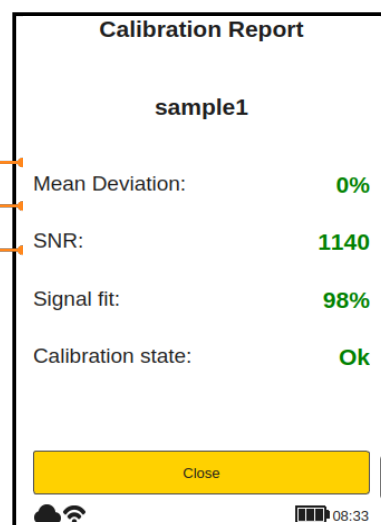 Calibration Report
sample1
Mean Deviation: 0%
SNR: 1140
Signal fit: 98%
Calibration state: Ok
Close
08:33